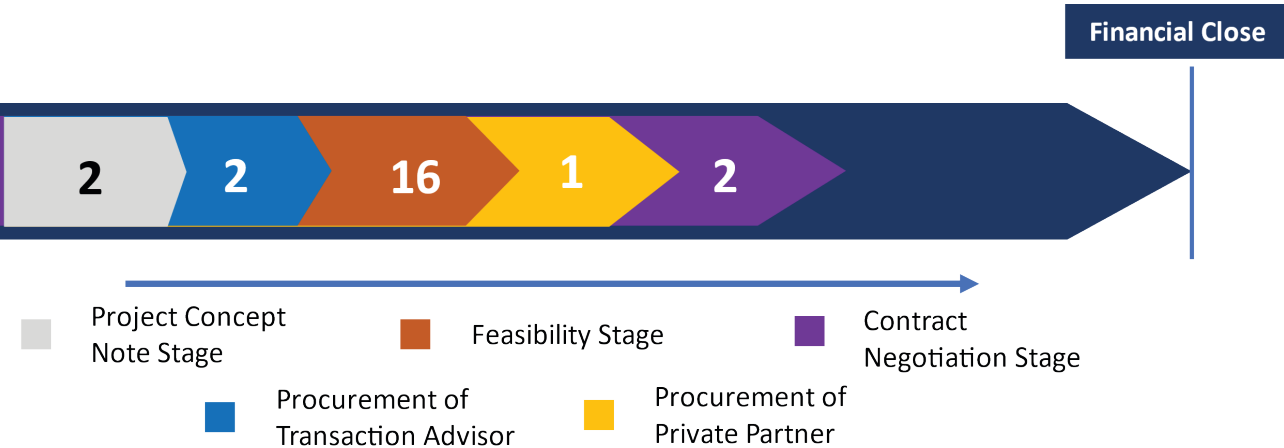 Financial Close
2
2
16
1
2
Project Concept
Note Stage
Feasibility Stage
Contract
Negotiation Stage
Procurement of
Transaction Advisor
Procurement of
Private Partner